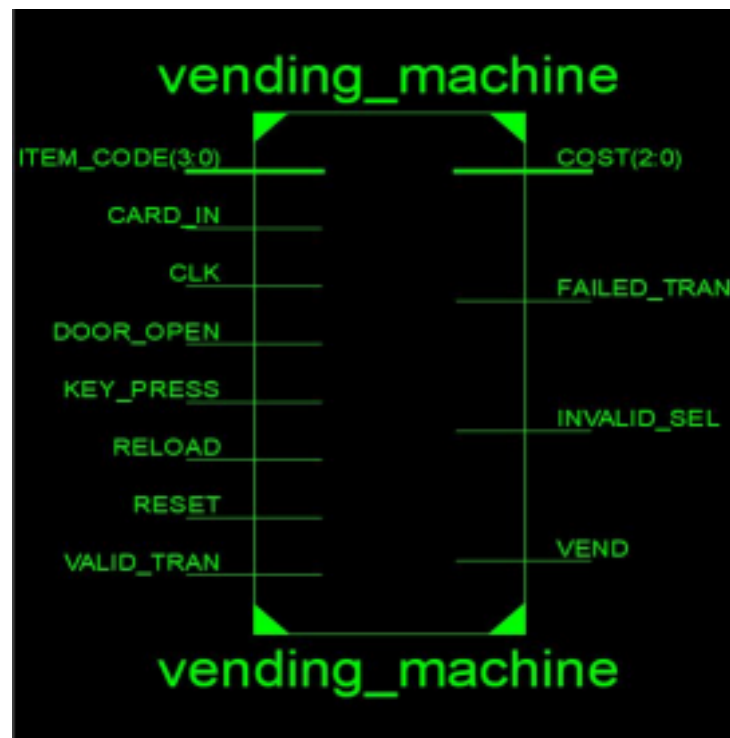 vending_machine
ITEM_CODE(3:0)
COST(2:0)
CARD_IN
CLK
FAILED_TRAN
DOOR_OPEN
KEY_PRESS
INVALID_SEL
RELOAD
RESET
VEND
VALID_TRAN
vending_machine